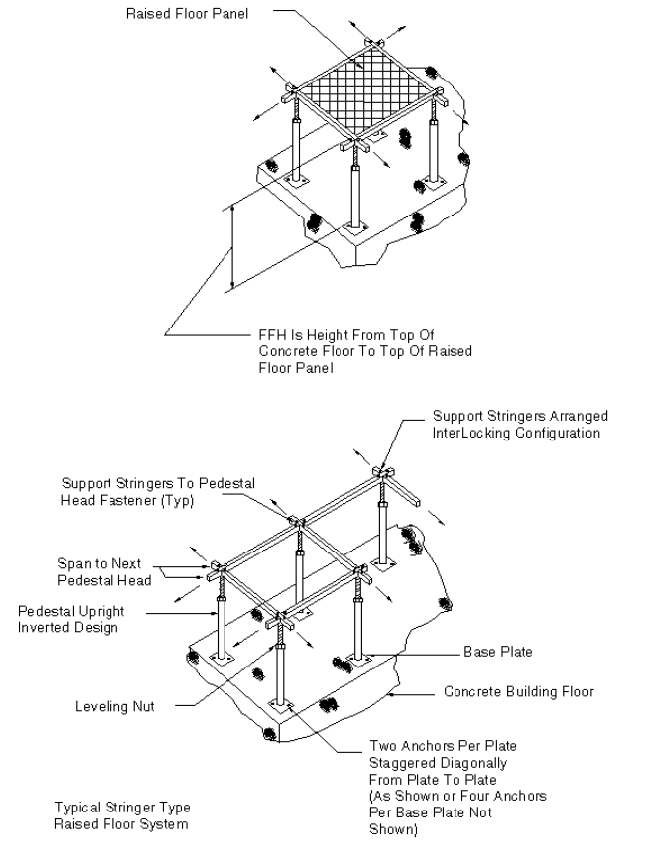 Raised Floor Panel
FFH Is Height From Top Of
Concrete Floor To Top Of Raised
Floor Panel
Support Stringers Arranged
InterLocking Configuration
Support Stringers To Pedestal
Head Fastener (Typ)
Span to Next
Pedestal Head
Pedestal Upright
Inverted Design
Base Plate
Concrete Building Floor
Leveling Nut
Two Anchors Per Plate
Staggered Diagonally
From Plate To Plate
(As Shown or Four Anchors
Per Base Plate Not
Shown)
Typical Stringer Type
Raised Floor System